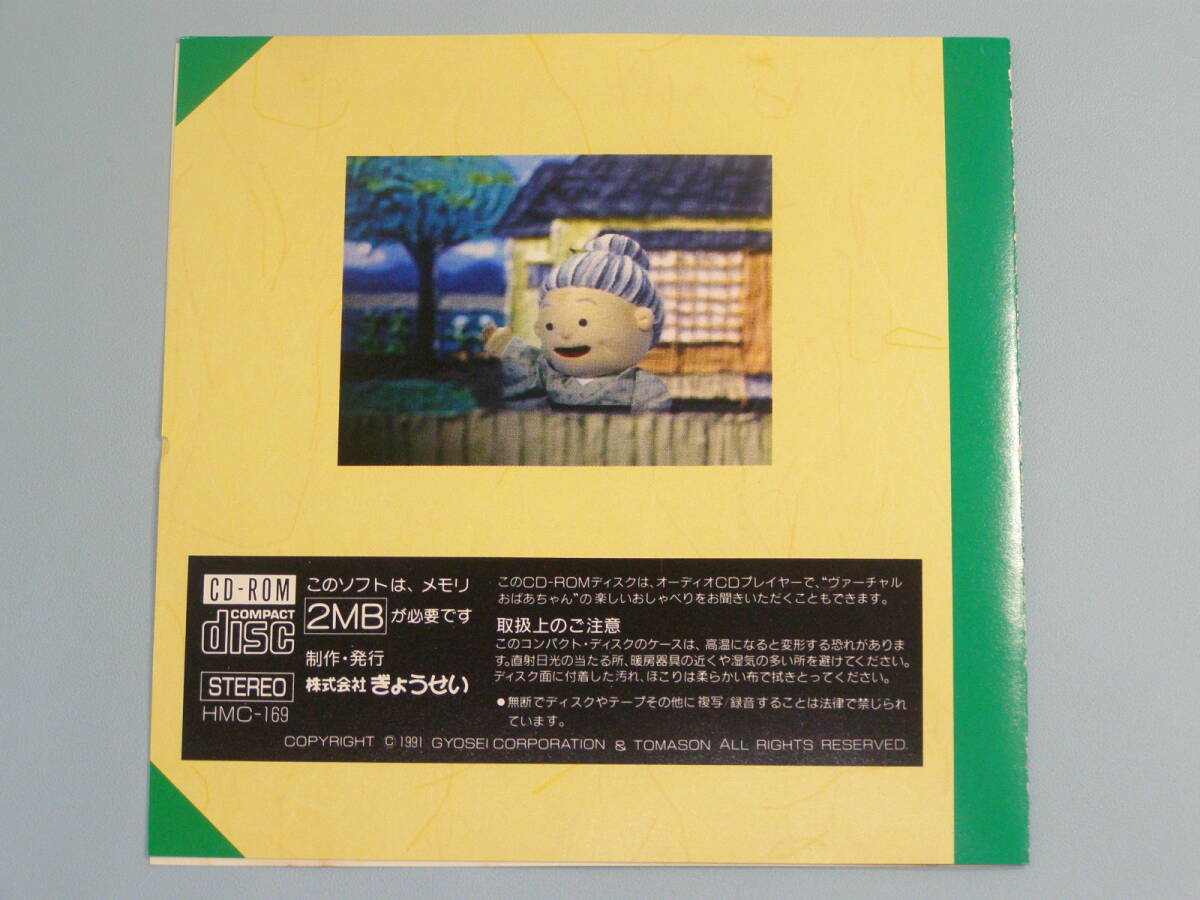 CD-ROM
COMPACT
disc
STEREO
HMC-169
このソフトは、メモリ
2MBが必要です
制作・発行
株式会社 ぎょうせい
このCD-ROMディスクは、オーディオCDプレイヤーで、“ヴァーチャル
おばあちゃん”の楽しいおしゃべりをお聞きいただくこともできます。
取扱上のご注意
このコンパクト・ディスクのケースは、高温になると変形する恐れがありま
す。直射日光の当たる所、暖房器具の近くや湿気の多い所を避けてください。
ディスク面に付着した汚れ、ほこりは柔らかい布で拭きとってください。
●無断でディスクやテープその他に複写/録音することは法律で禁じられ
ています。
COPYRIGHT © 1991 GYOSEI CORPORATION & TOMASON ALL RIGHTS RESERVED.